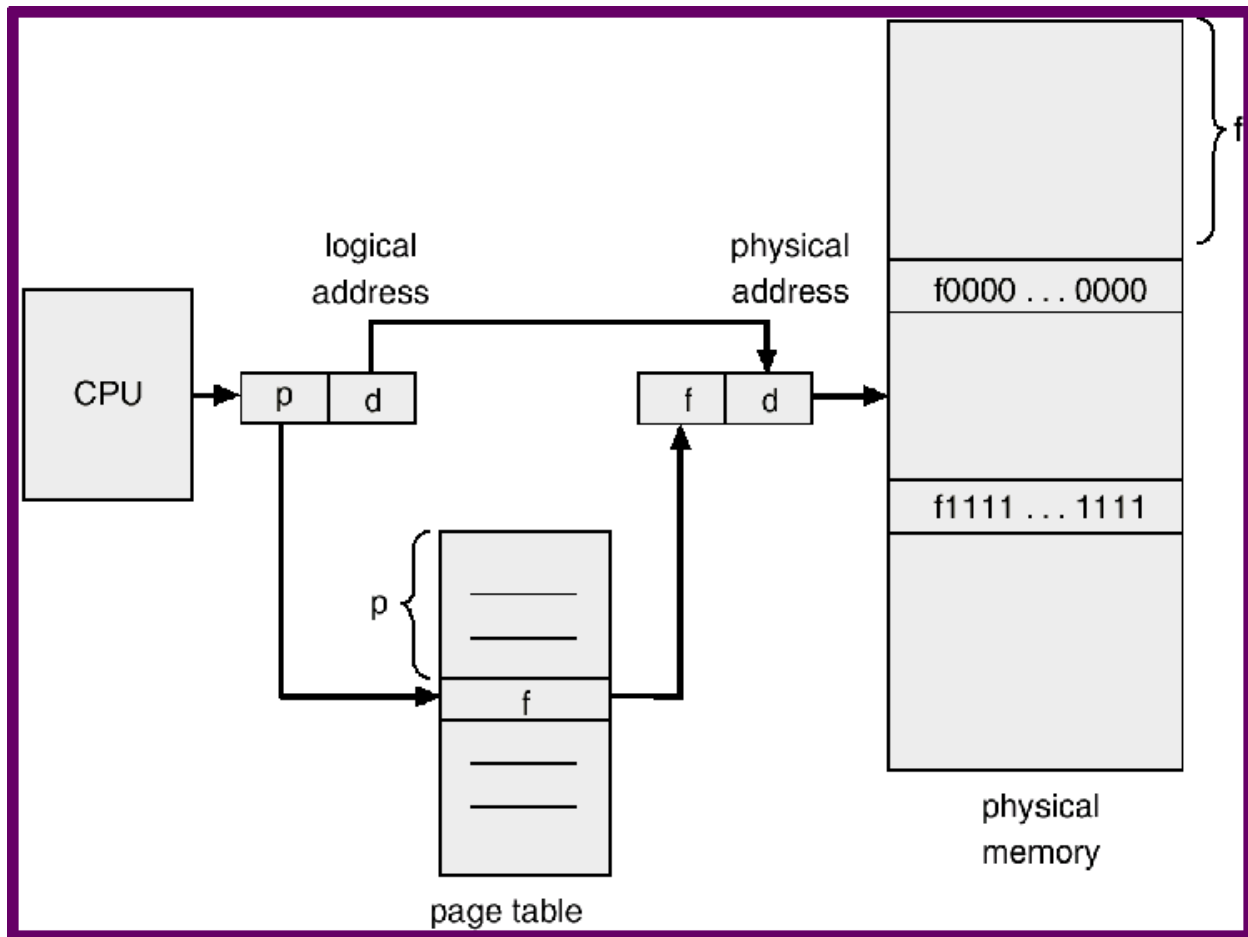 f
logical
address
physical
address
f0000 . . . 0000
CPU
p
d
f
d
f1111 . . . 1111
p
f
physical
memory
page table